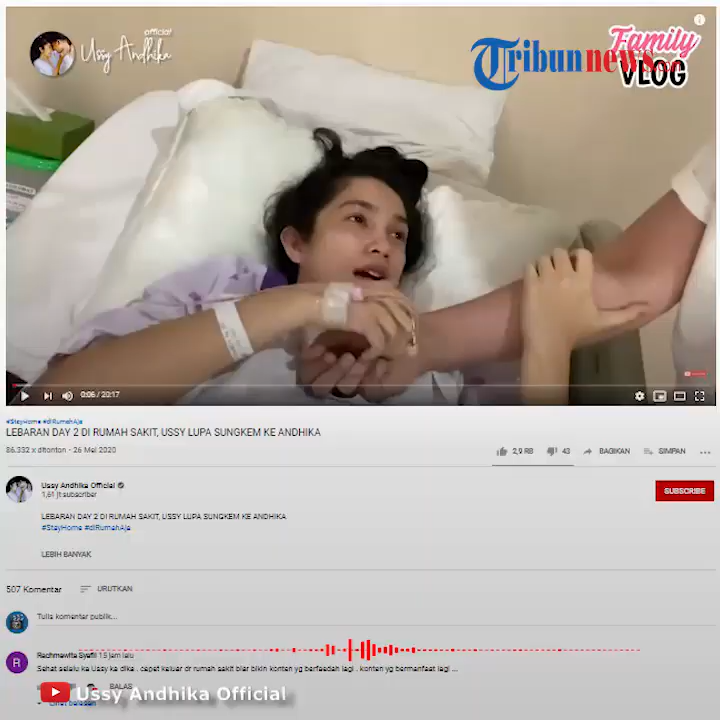 Ussy Andhika
official
Family
VLOG
Tribunnews.com
0:06 / 20:17
#StayHome #diRumahAja
LEBARAN DAY 2 DI RUMAH SAKIT, USSY LUPA SUNGKEM KE ANDHIKA
86.332 x ditonton - 26 Mei 2020
2,9 RB
43
BAGIKAN
SIMPAN
Ussy Andhika Official
1,61 jt subscriber
SUBSCRIBE
LEBARAN DAY 2 DI RUMAH SAKIT, USSY LUPA SUNGKEM KE ANDHIKA
#StayHome #diRumahAja
LEBIH BANYAK
507 Komentar
URUTKAN
Tulis komentar publik...
R
Rachmawita Syafii 15 jam lalu
Sehat selalu ka Ussy ka dika . cepet keluar dr rumah sakit biar bikin konten yg berfaedah lagi . konten yg bermanfaat lagi ...
BALAS
Ussy Andhika Official